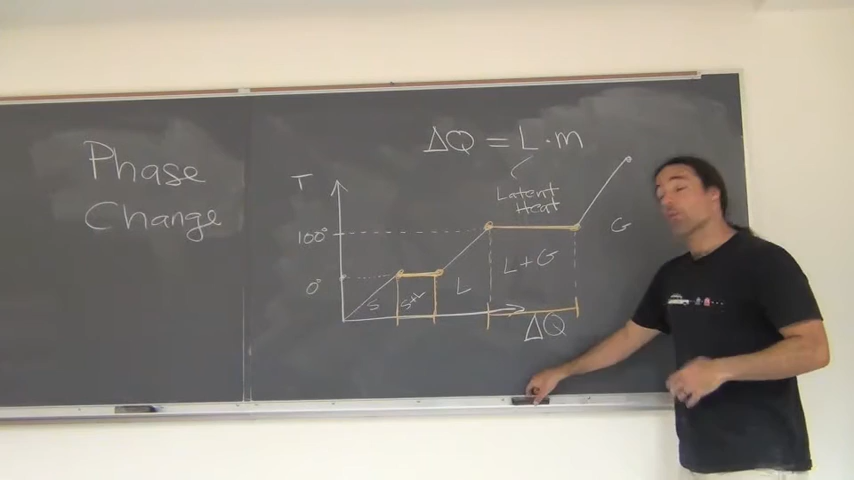 Phase
Change
ΔQ = L · m
Latent
Heat
T
100°
0°
S
S+L
L
L+G
G
ΔQ